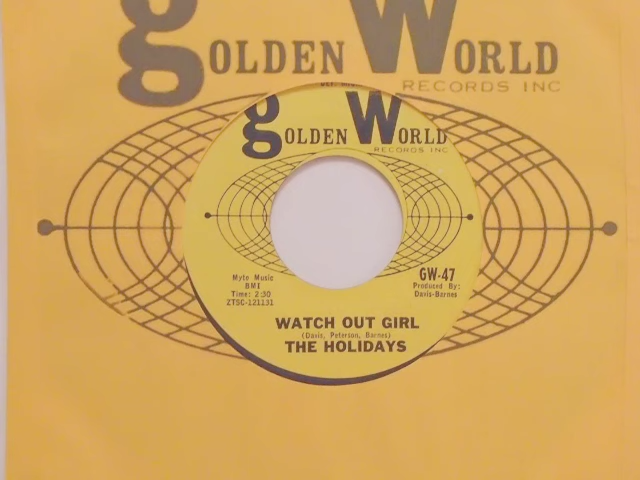 golden World
RECORDS INC
golden World
RECORDS INC
Myto Music
BMI
Time: 2:30
ZTSC-121131
GW-47
Produced By:
Davis-Barnes
WATCH OUT GIRL
(Davis, Peterson, Barnes)
THE HOLIDAYS